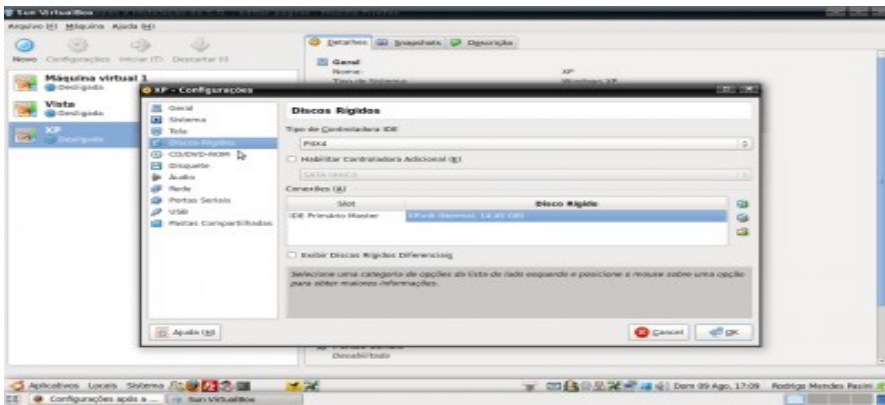 Sun VirtualBox
Arquivo (F) Máquina Ajuda (H)
Novo Configurações Iniciar (T) Descartar (I)
Detalhes Snapshots Descrição
Geral
Nome: XP
Tipo de Sistema: Windows XP
Máquina virtual 1
Desligada
Vista
Desligada
XP
Desligada
XP - Configurações
Geral
Sistema
Tela
Discos Rígidos
CD/DVD-ROM
Disquete
Áudio
Rede
Portas Seriais
USB
Pastas Compartilhadas
Discos Rígidos
Tipo de Controladora IDE
PIIX4
Habilitar Controladora Adicional (E)
Conexões (A)
Slot Disco Rígido
IDE Primário Master
Exibir Discos Rígidos Diferenciais
Selecione uma categoria de opções da lista do lado esquerdo e posicione o mouse sobre uma opção
para obter maiores informações.
Ajuda (H) Cancel OK
Desabilitado
Aplicativos Locais Sistema Dom 09 Ago, 17:09 Rodrigo Mendes Pasini
Configurações após a ... Sun VirtualBox